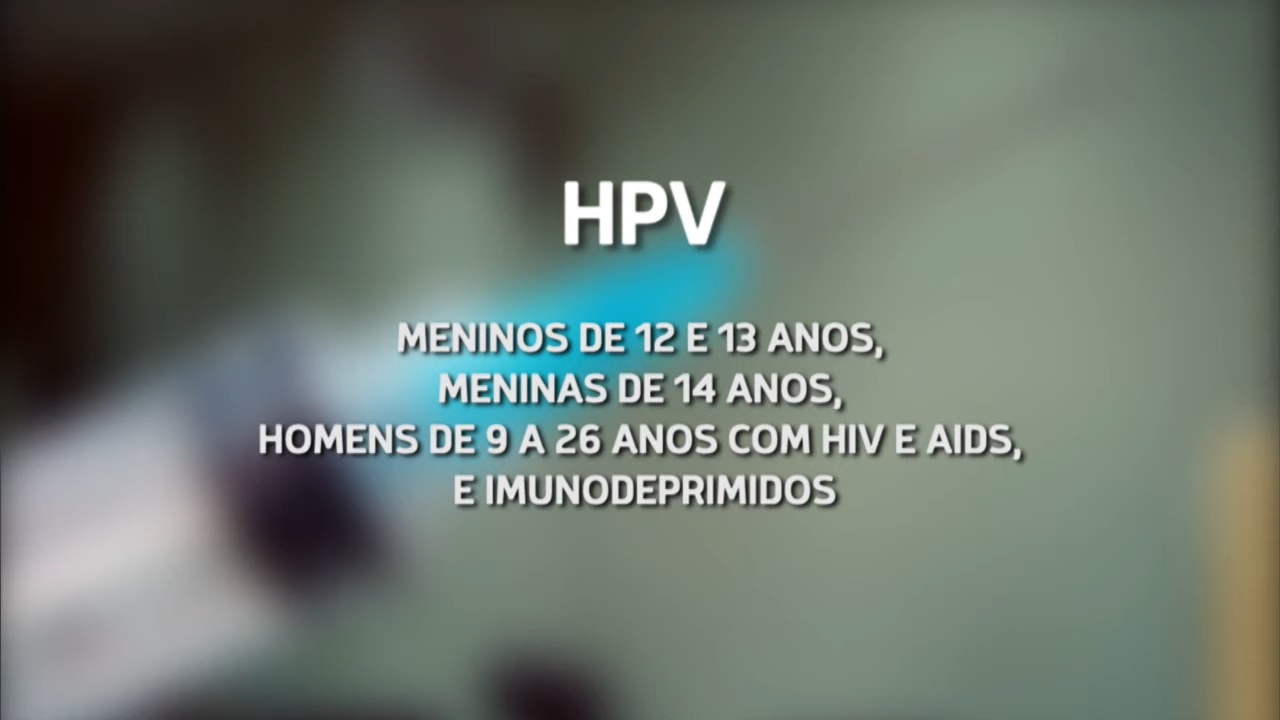 HPV
MENINOS DE 12 E 13 ANOS,
MENINAS DE 14 ANOS,
HOMENS DE 9 A 26 ANOS COM HIV E AIDS,
E IMUNODEPRIMIDOS